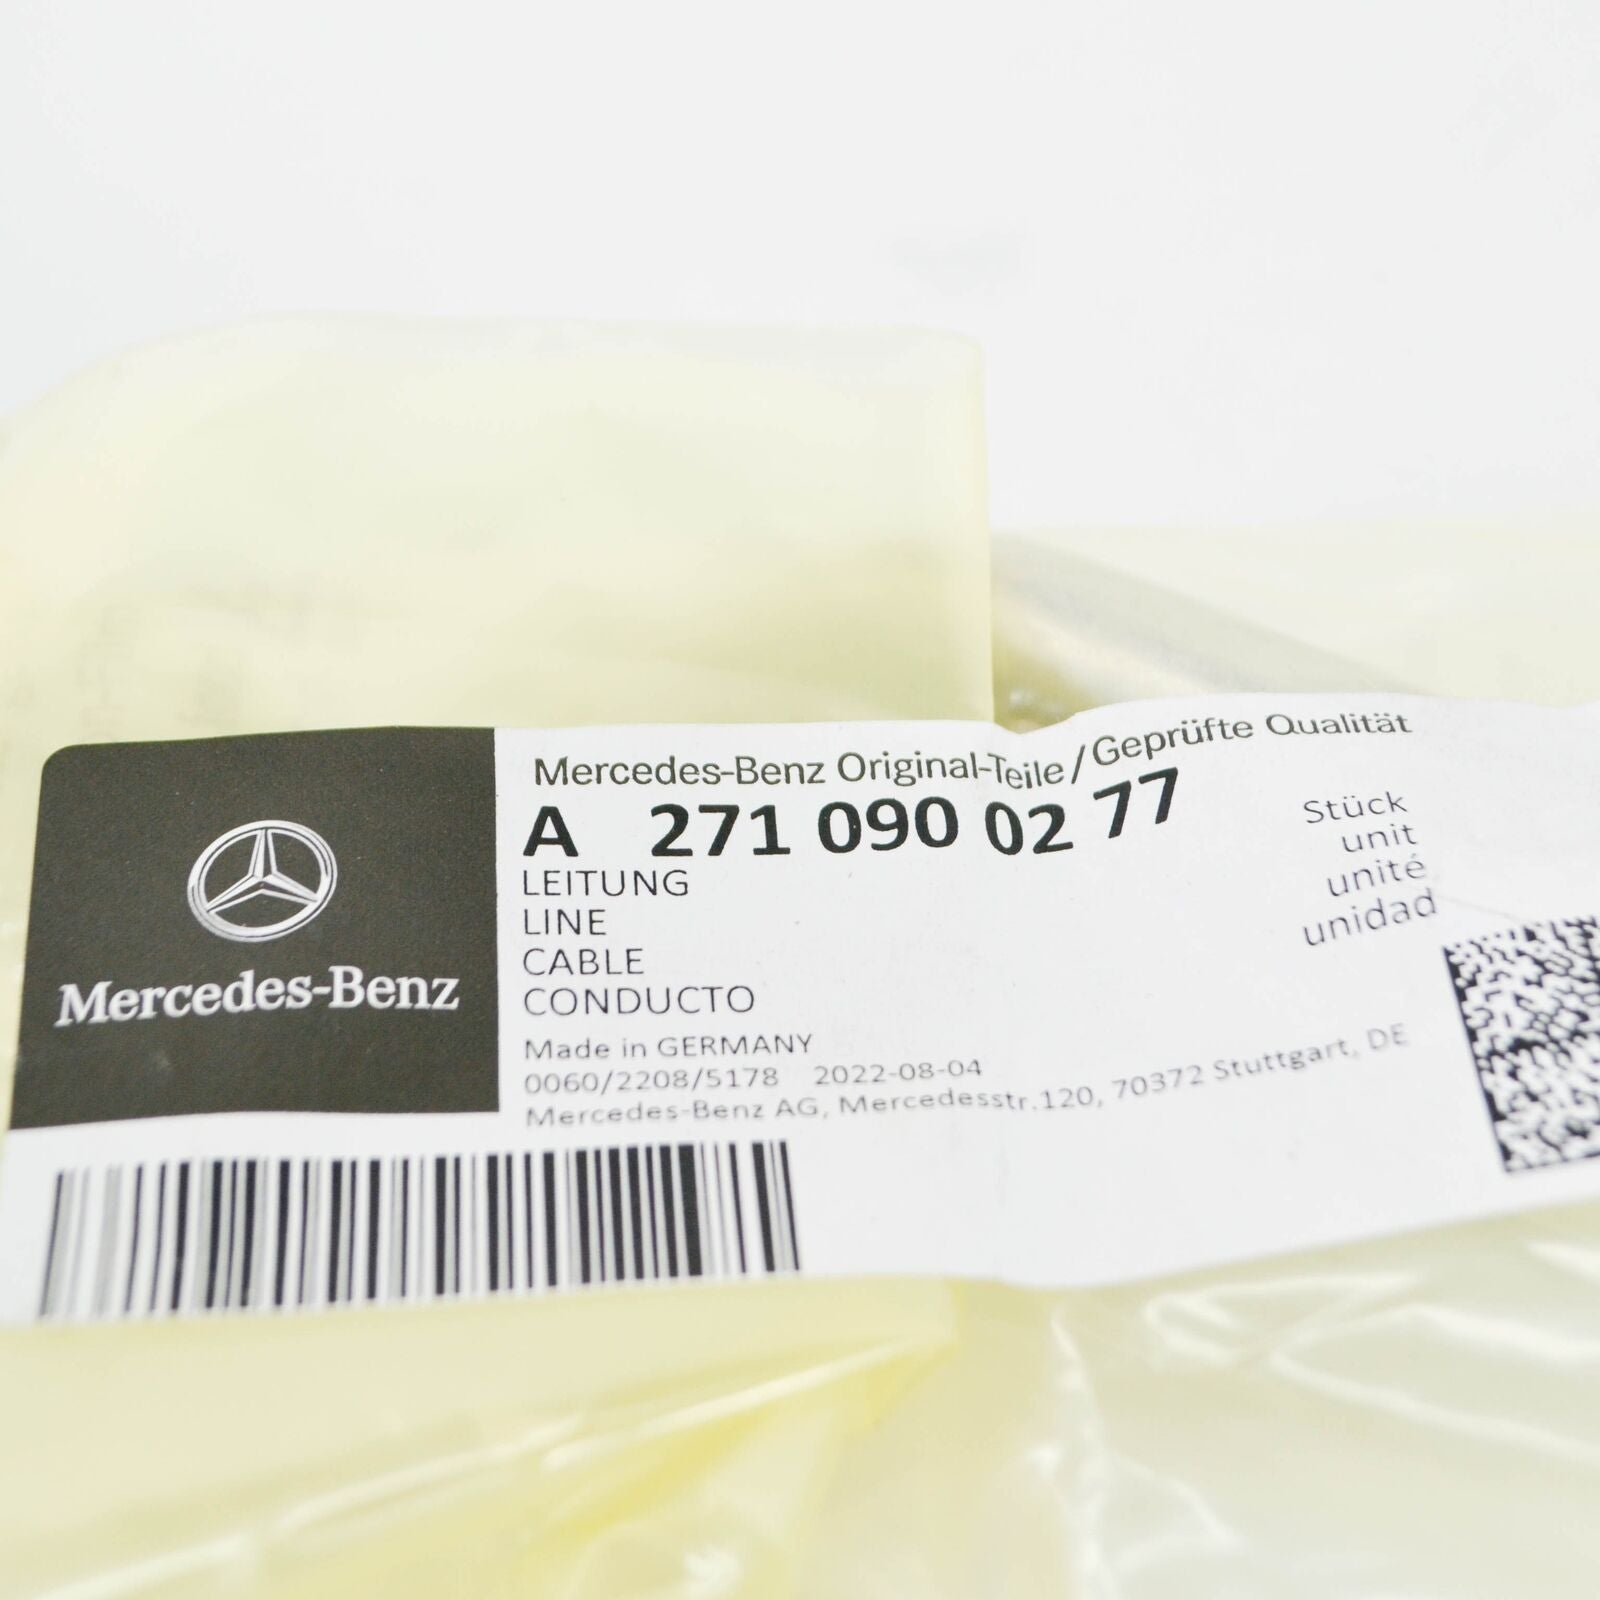 Mercedes-Benz
Mercedes-Benz Original-Teile/Geprüfte Qualität
A 271 090 02 77
LEITUNG
LINE
CABLE
CONDUCTO
Stück
unit
unité
unidad
Made in GERMANY
0060/2208/5178 2022-08-04
Mercedes-Benz AG, Mercedesstr.120, 70372 Stuttgart, DE